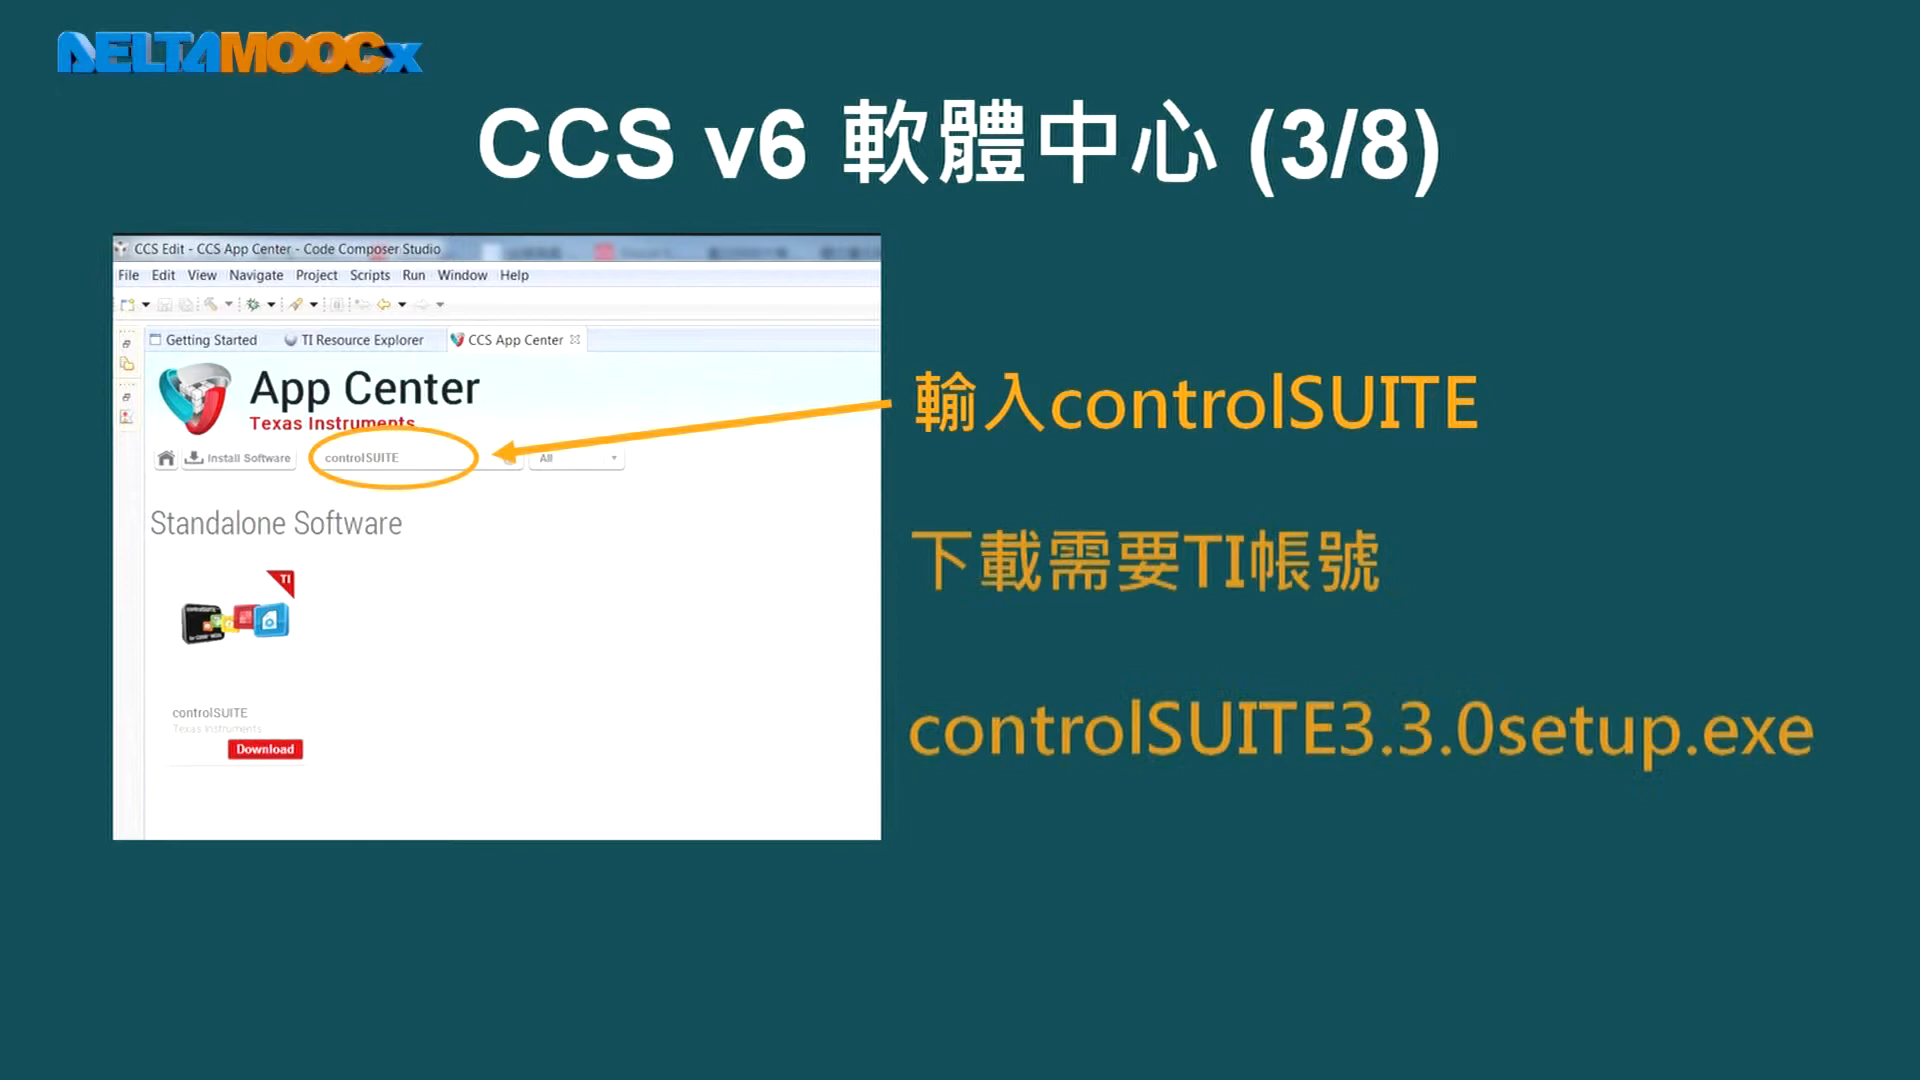 DELTAMOOCx
CCS v6 軟體中心 (3/8)
CCS Edit - CCS App Center - Code Composer Studio
File Edit View Navigate Project Scripts Run Window Help
Getting Started TI Resource Explorer CCS App Center
App Center
Texas Instruments
Install Software controlSUITE All
Standalone Software
TI
controlSUITE
Texas Instruments
Download
輸入controlSUITE
下載需要TI帳號
controlSUITE3.3.0setup.exe